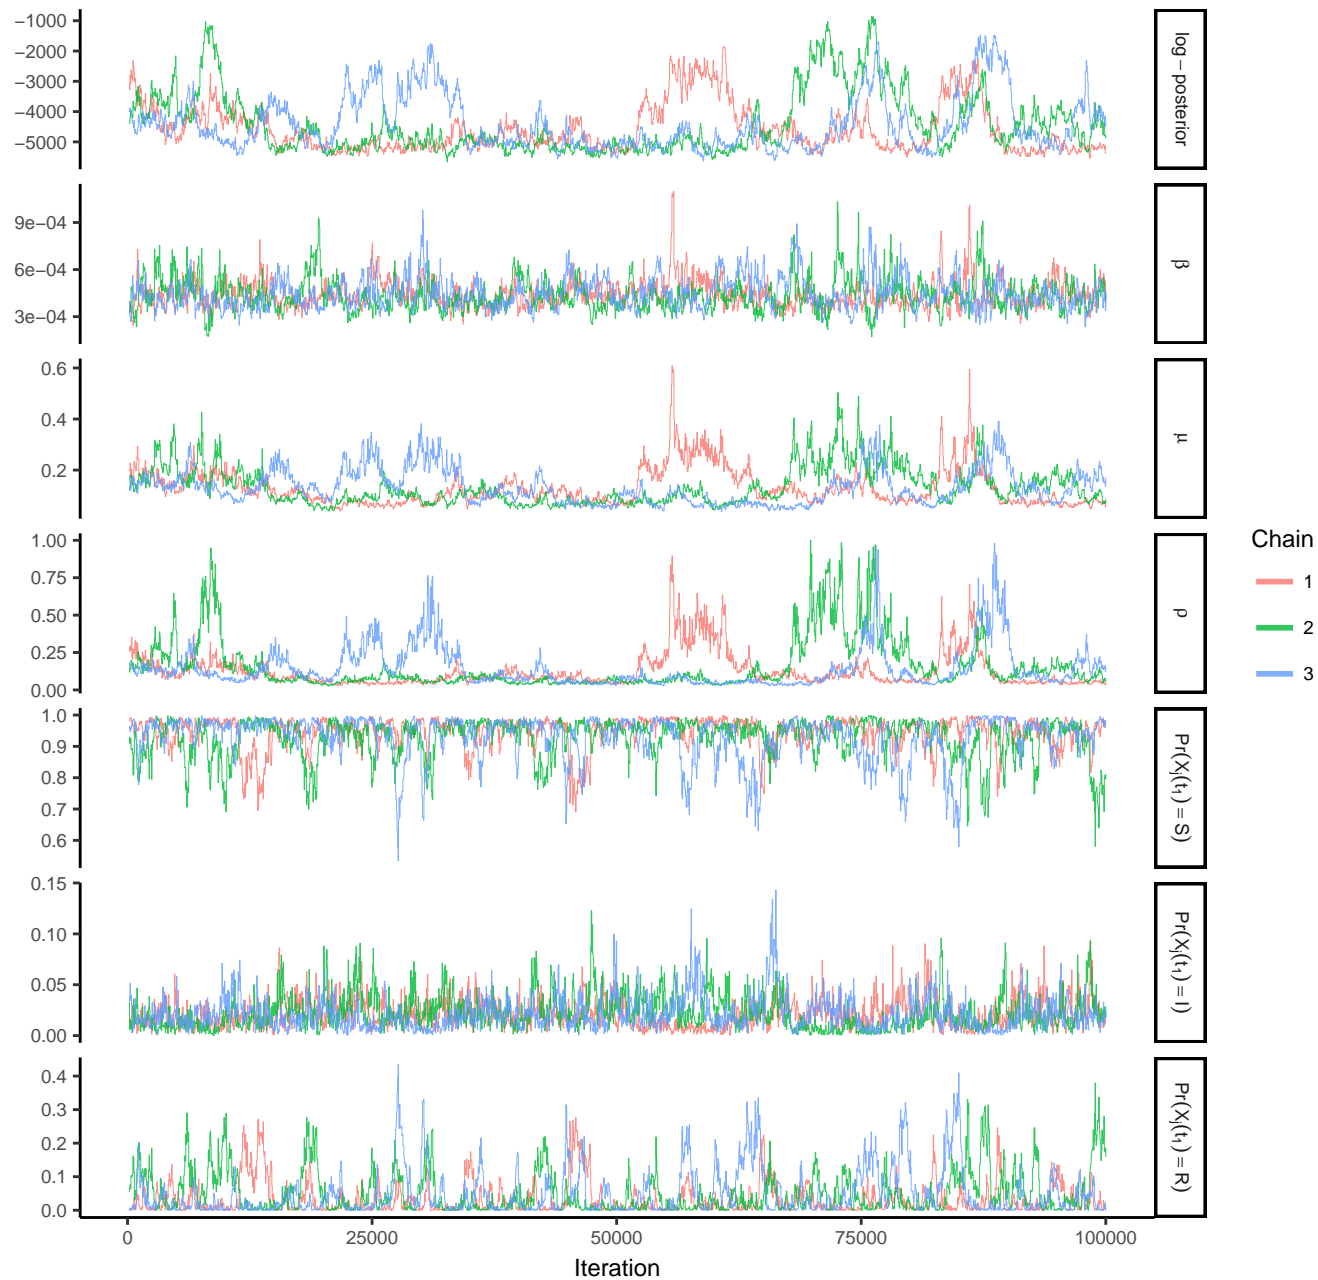 −1000
−2000
−3000
−4000
−5000
log − posterior
9e−04
6e−04
3e−04
β
0.6
0.4
0.2
μ
1.00
0.75
0.50
0.25
0.00
ρ
1.0
0.9
0.8
0.7
0.6
Pr(Xj(t1) = S)
0.15
0.10
0.05
0.00
Pr(Xj(t1) = I)
0.4
0.3
0.2
0.1
0.0
Pr(Xj(t1) = R)
0
25000
50000
75000
100000
Iteration
Chain
1
2
3